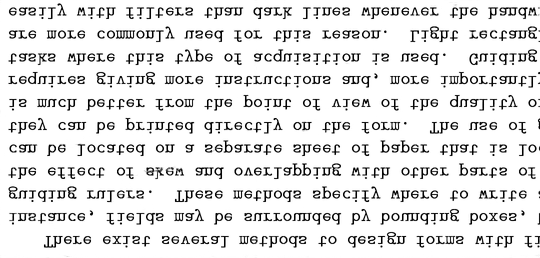 There exist several methods to design forms with fi
instance, fields may be surrounded by bounding boxes,
guiding rulers. These methods specify where to write
the effect of skew and overlapping with other parts of
can be located on a separate sheet of paper that is loc
they can be printed directly on the form. The use of g
is much better from the point of view of the quality o
requires giving more instructions and, more importantly
tasks where this type of acquisition is used. Guiding
are more commonly used for this reason. Light rectangl
easily with filters than dark lines whenever the handw